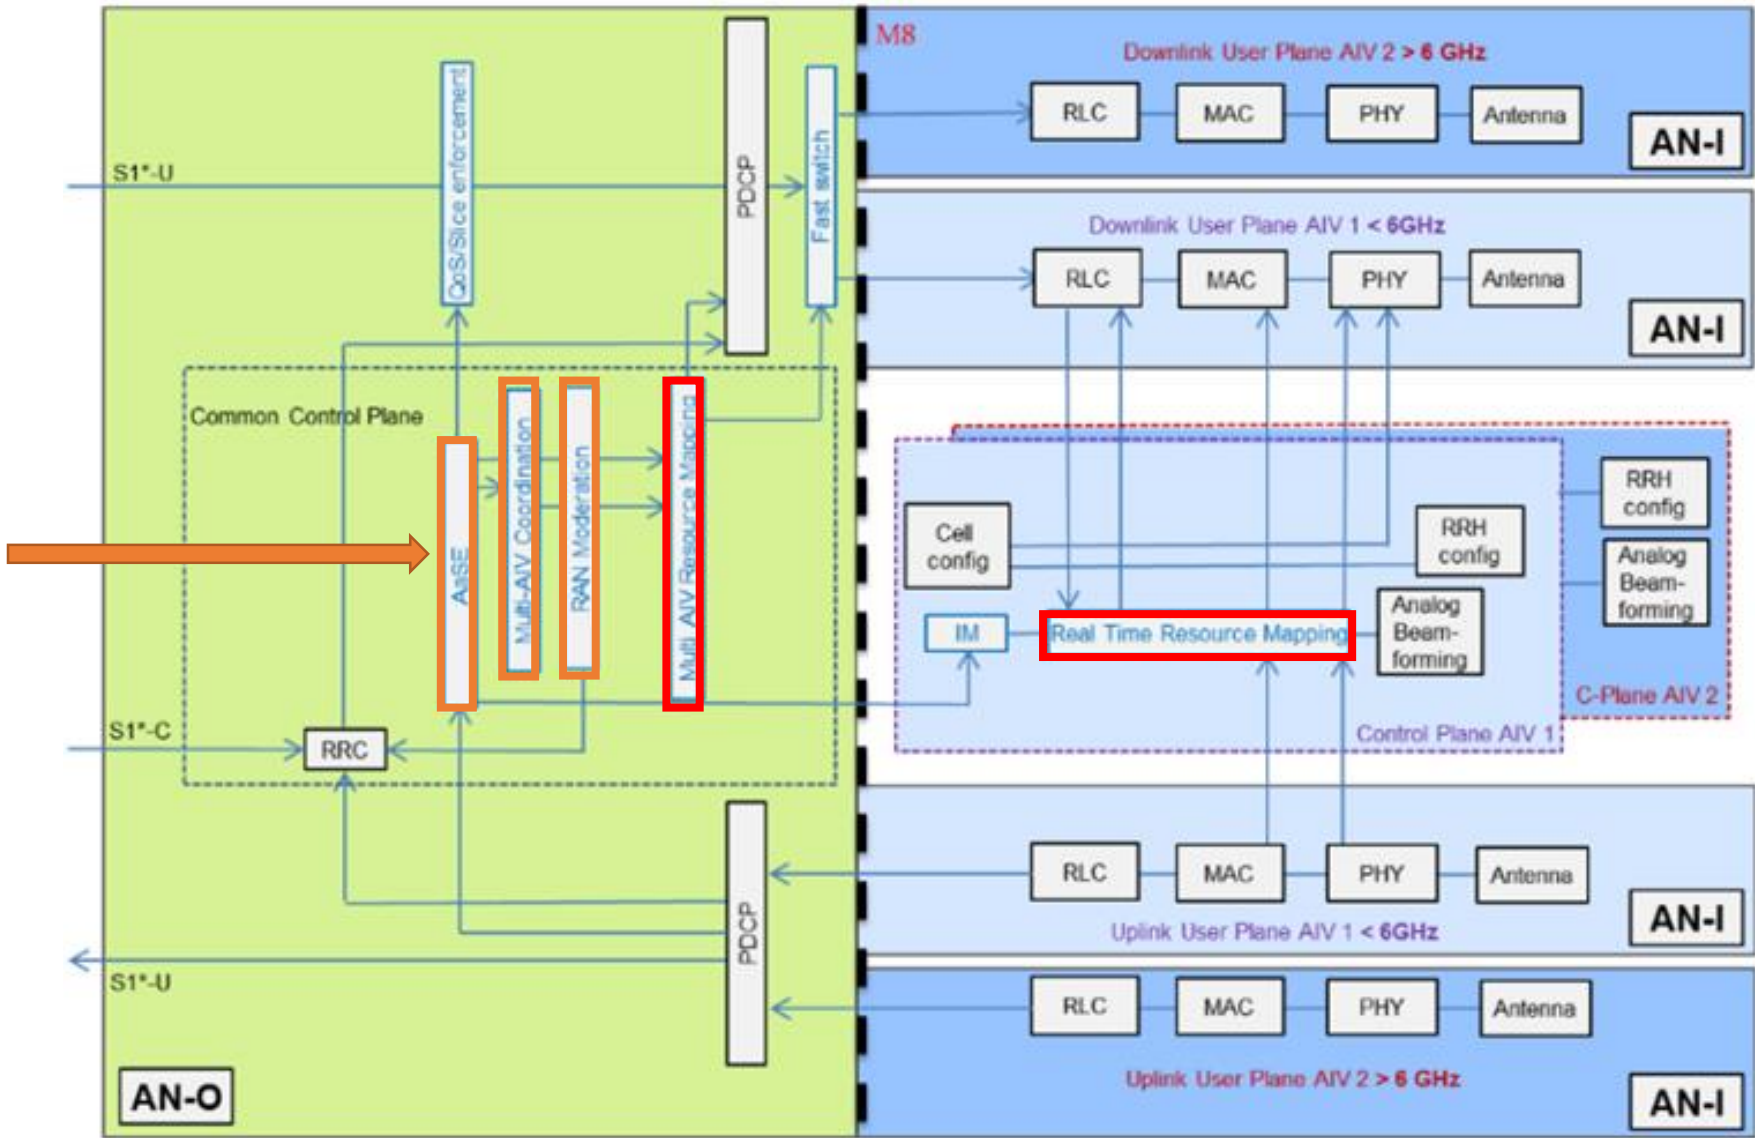 M8
Downlink User Plane AIV 2 > 6 GHz
RLC
MAC
PHY
Antenna
AN-I
S1*-U
QoS/Slice enforcement
PDCP
Fast switch
Downlink User Plane AIV 1 < 6GHz
RLC
MAC
PHY
Antenna
AN-I
Common Control Plane
AaSE
Multi-AIV Coordination
RAN Moderation
Multi AIV Resource Mapping
Cell
config
RRH
config
RRH
config
Analog
Beam-
forming
IM
Real Time Resource Mapping
Analog
Beam-
forming
C-Plane AIV 2
Control Plane AIV 1
S1*-C
RRC
PDCP
RLC
MAC
PHY
Antenna
Uplink User Plane AIV 1 < 6GHz
AN-I
S1*-U
RLC
MAC
PHY
Antenna
Uplink User Plane AIV 2 > 6 GHz
AN-O
AN-I